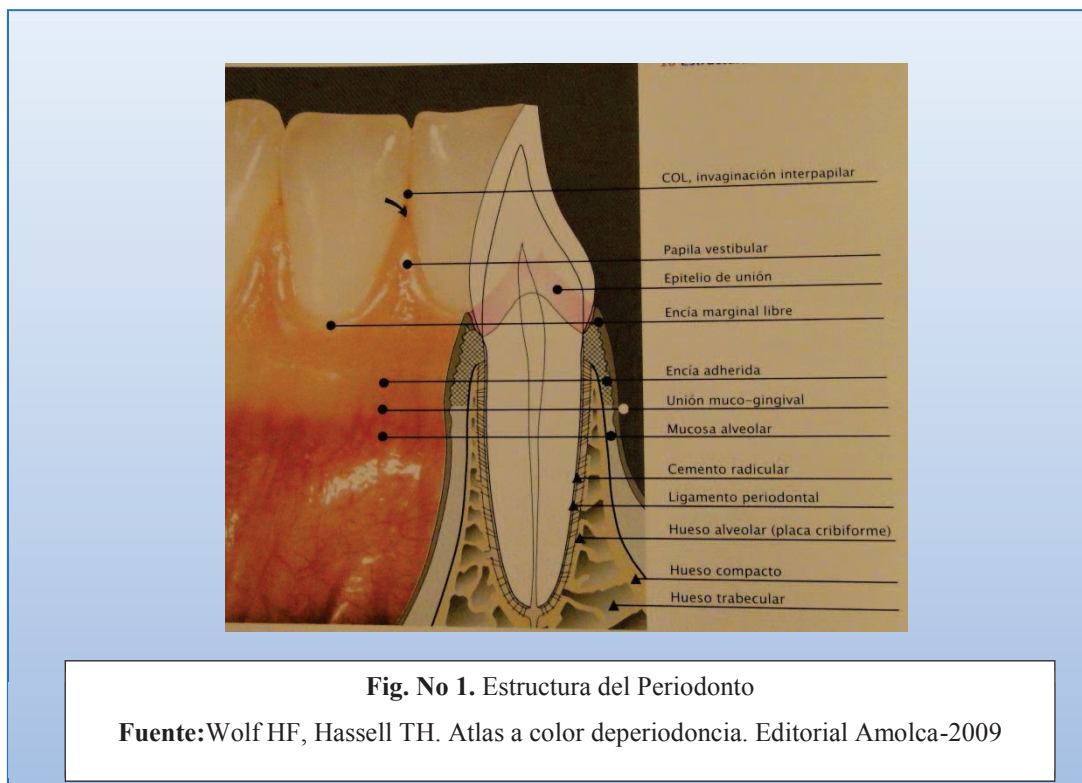 COL, invaginación interpapilar
Papila vestibular
Epitelio de unión
Encía marginal libre
Encía adherida
Unión muco-gingival
Mucosa alveolar
Cemento radicular
Ligamento periodontal
Hueso alveolar (placa cribiforme)
Hueso compacto
Hueso trabecular
Fig. No 1. Estructura del Periodonto
Fuente:Wolf HF, Hassell TH. Atlas a color deperiodoncia. Editorial Amolca-2009